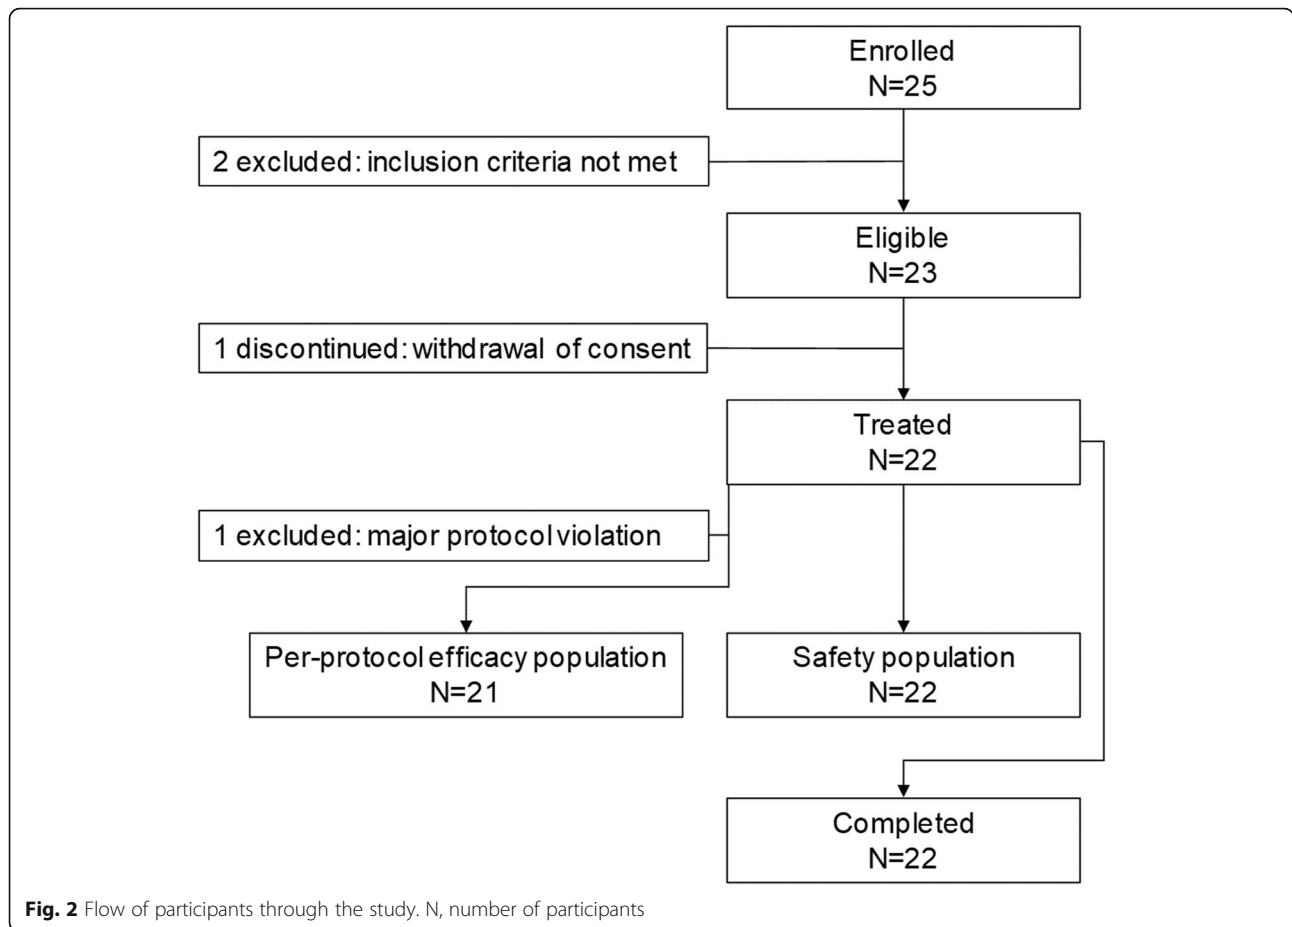 Enrolled
N=25
2 excluded: inclusion criteria not met
Eligible
N=23
1 discontinued: withdrawal of consent
Treated
N=22
1 excluded: major protocol violation
Per-protocol efficacy population
N=21
Safety population
N=22
Completed
N=22
Fig. 2 Flow of participants through the study. N, number of participants